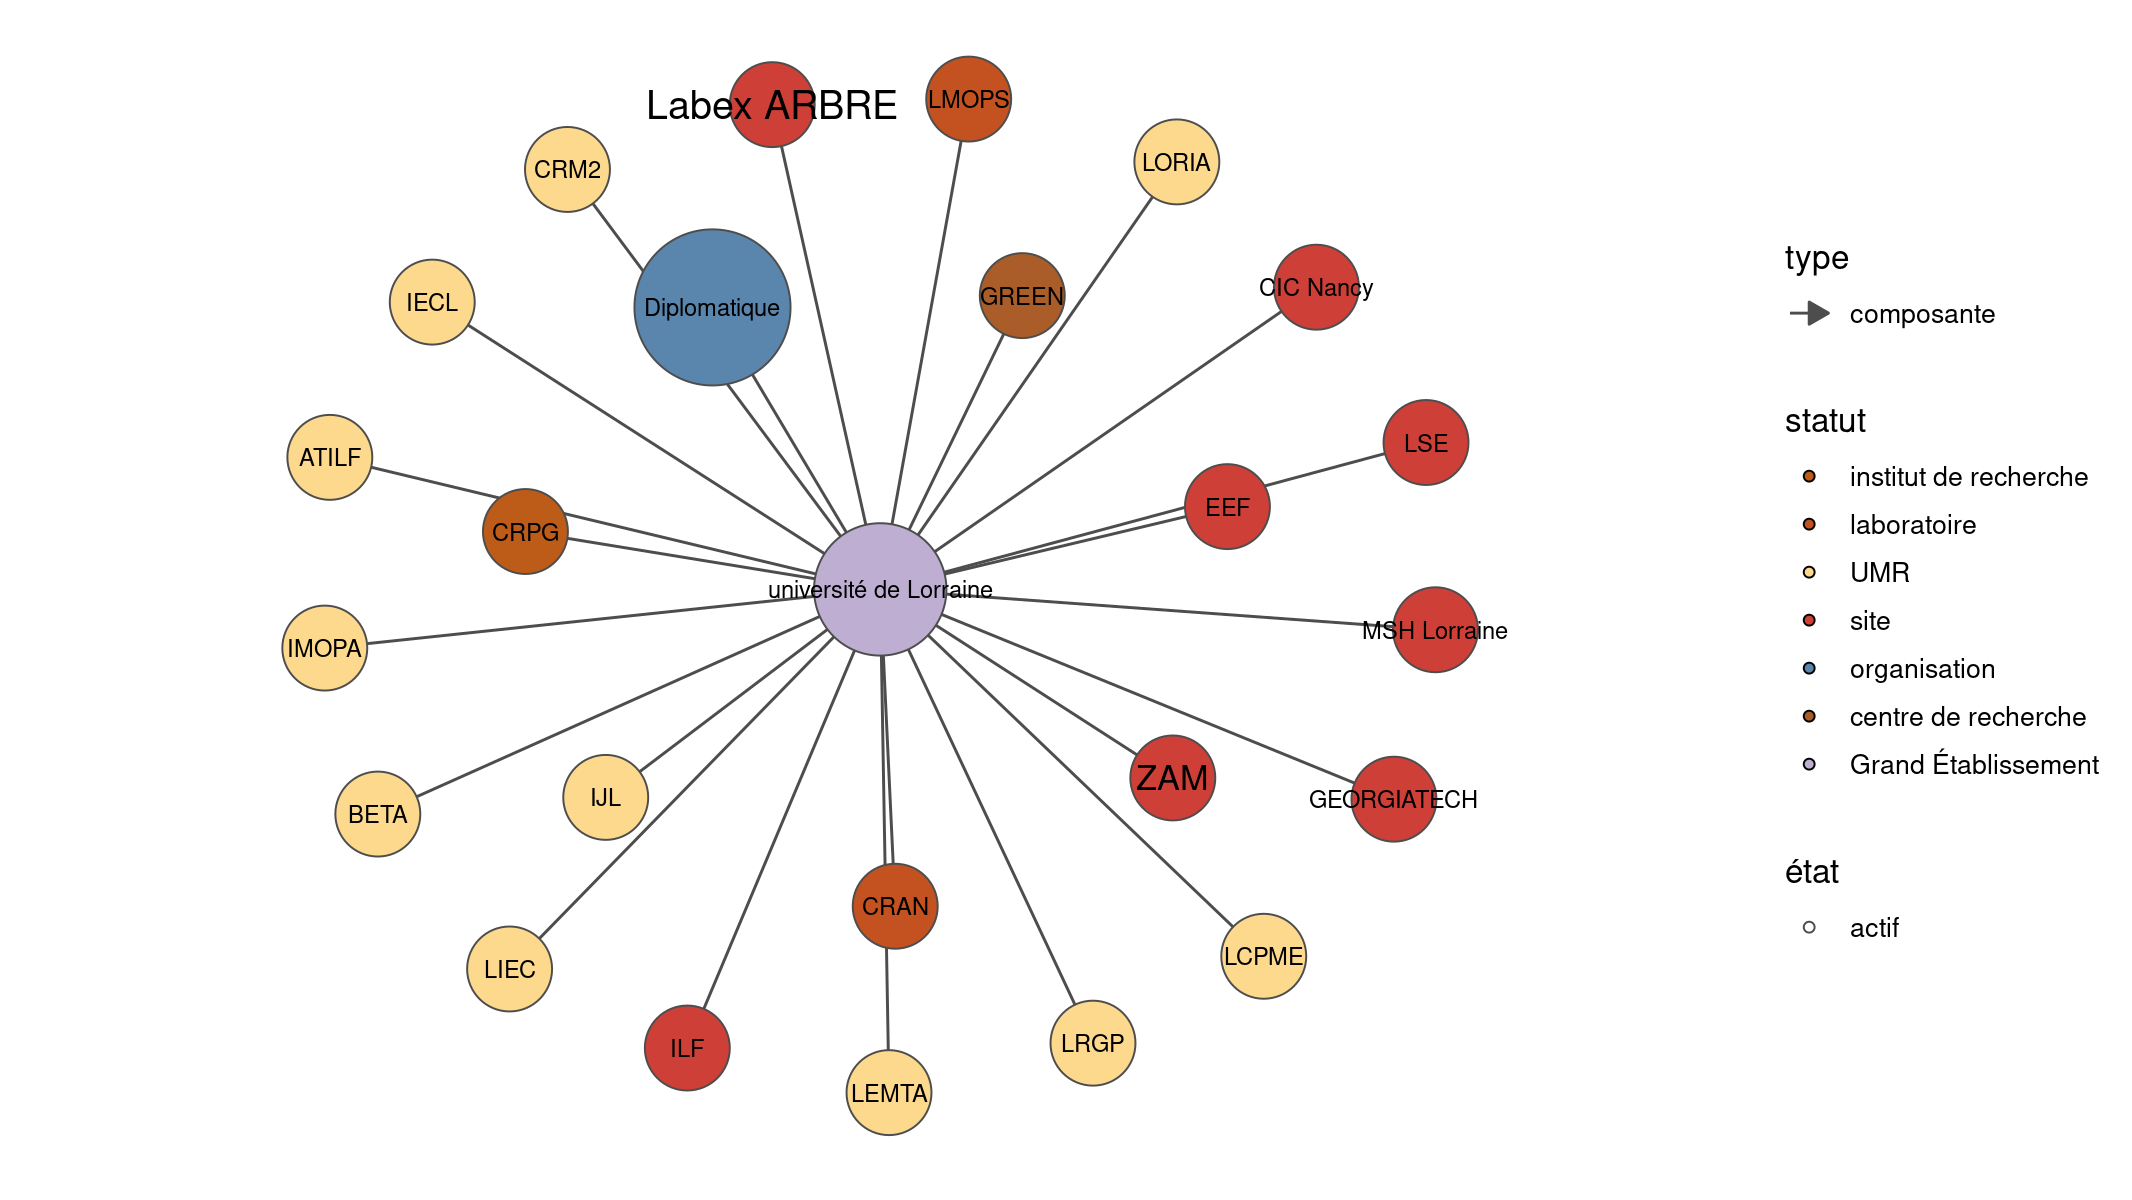 Labex ARBRE
LMOPS
LORIA
CRM2
CIC Nancy
GREEN
IECL
Diplomatique
LSE
ATILF
EEF
CRPG
université de Lorraine
MSH Lorraine
IMOPA
ZAM
IJL
GEORGIATECH
BETA
CRAN
LCPME
LIEC
LRGP
ILF
LEMTA
type
composante
statut
institut de recherche
laboratoire
UMR
site
organisation
centre de recherche
Grand Établissement
état
actif